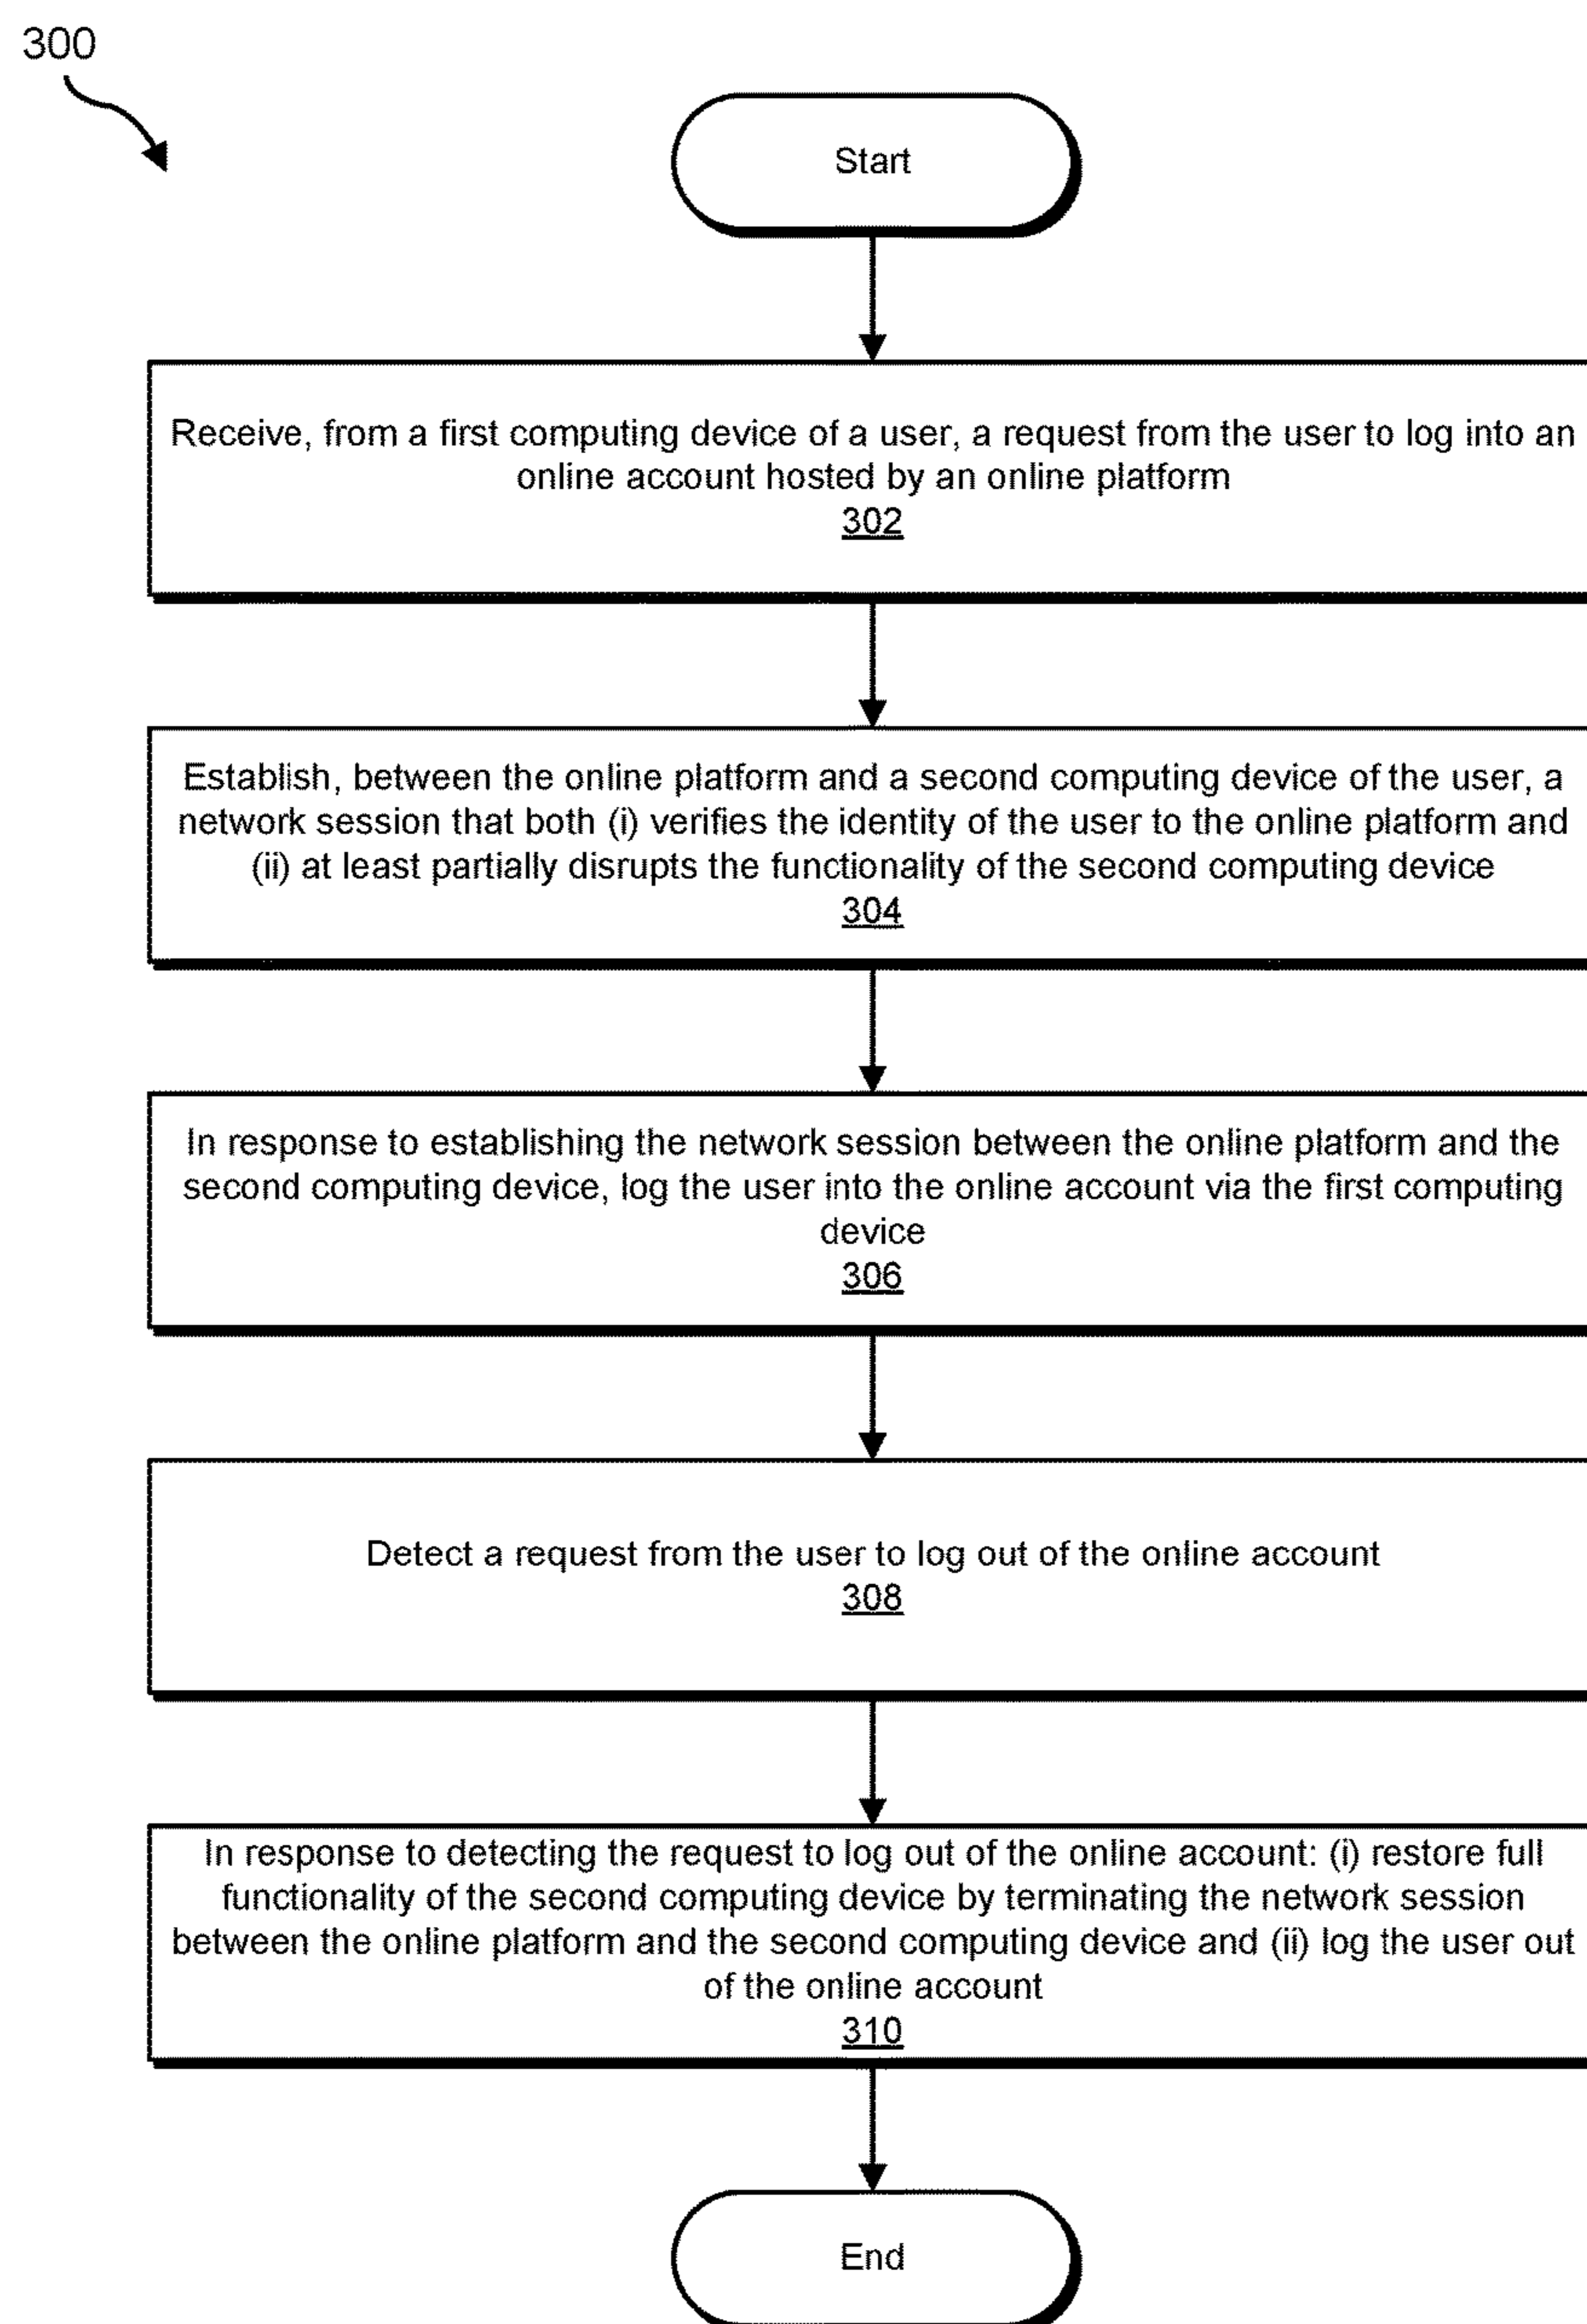 300
Start
Receive, from a first computing device of a user, a request from the user to log into an
online account hosted by an online platform
302
Establish, between the online platform and a second computing device of the user, a
network session that both (i) verifies the identity of the user to the online platform and
(ii) at least partially disrupts the functionality of the second computing device
304
In response to establishing the network session between the online platform and the
second computing device, log the user into the online account via the first computing
device
306
Detect a request from the user to log out of the online account
308
In response to detecting the request to log out of the online account: (i) restore full
functionality of the second computing device by terminating the network session
between the online platform and the second computing device and (ii) log the user out
of the online account
310
End